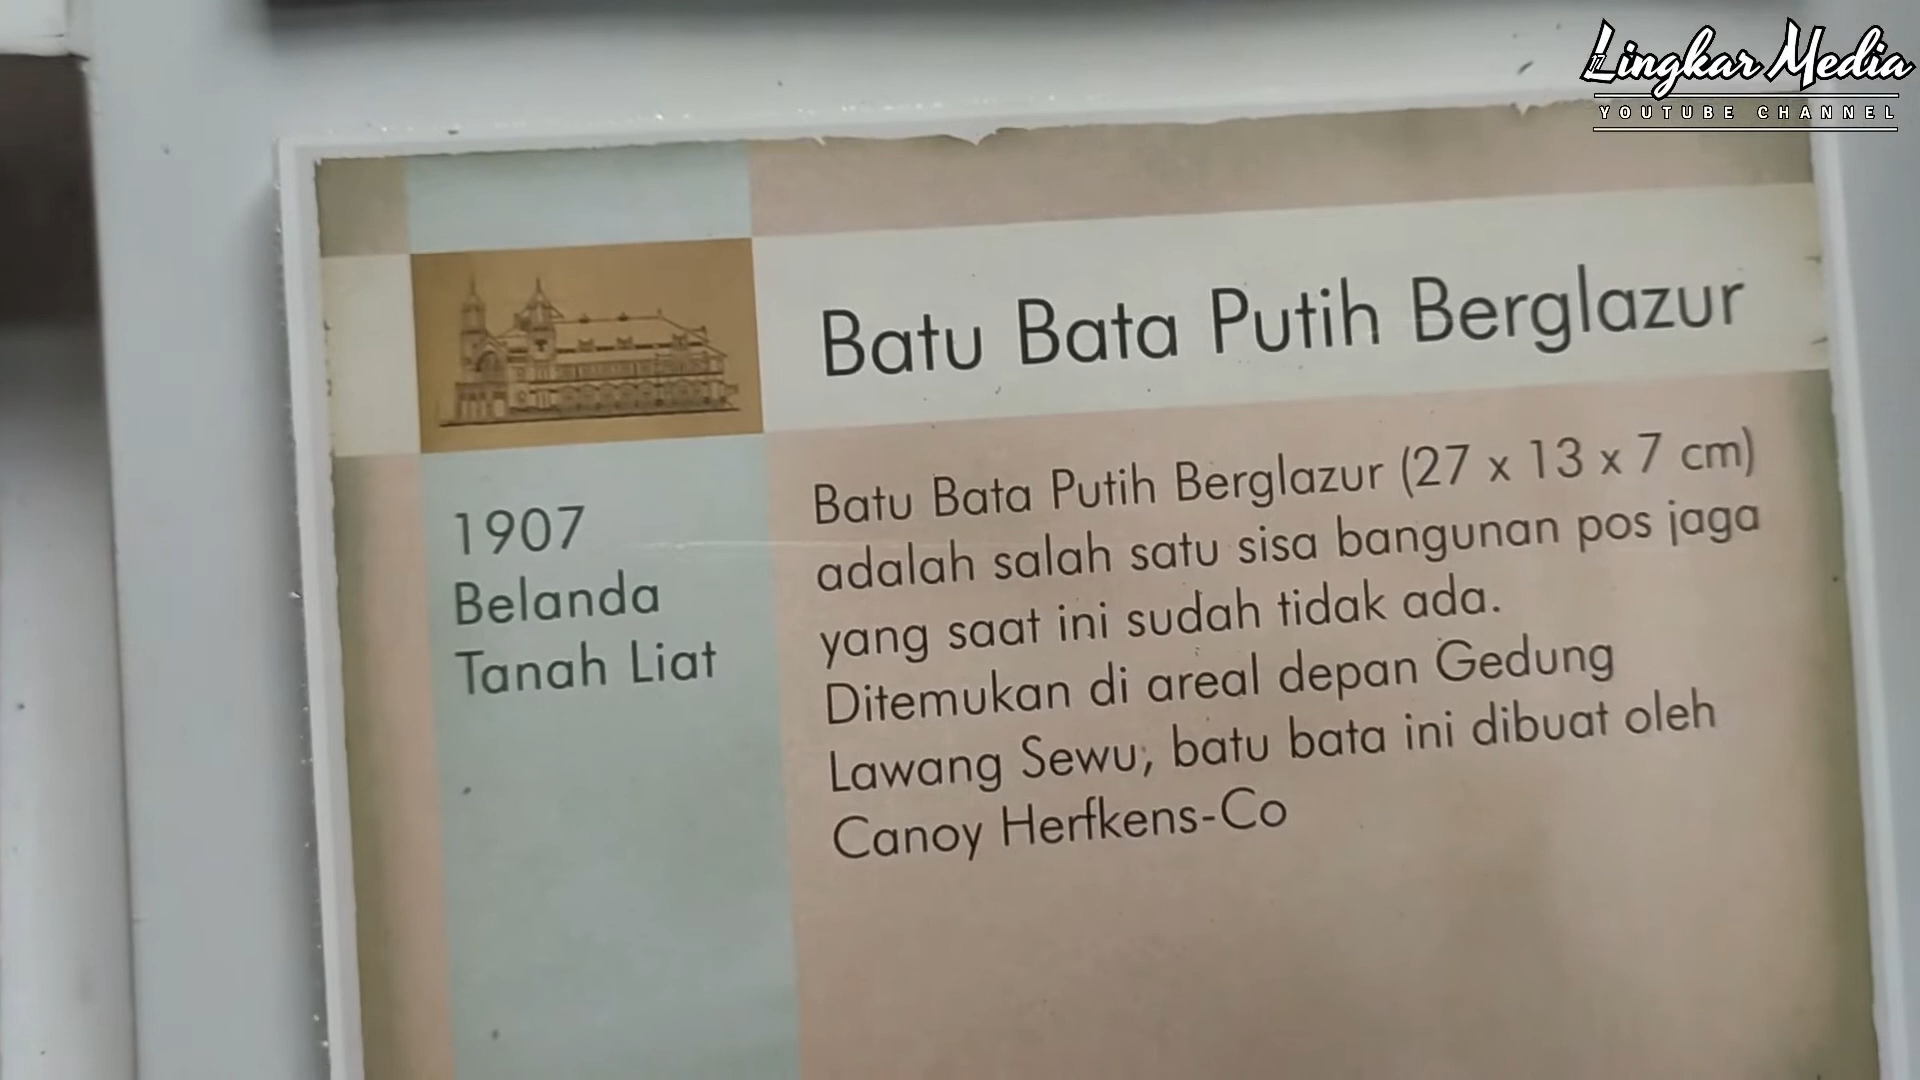 Lingkar Media
YOUTUBE CHANNEL
Batu Bata Putih Berglazur
1907
Belanda
Tanah Liat
Batu Bata Putih Berglazur (27 x 13 x 7 cm)
adalah salah satu sisa bangunan pos jaga
yang saat ini sudah tidak ada.
Ditemukan di areal depan Gedung
Lawang Sewu, batu bata ini dibuat oleh
Canoy Herfkens-Co